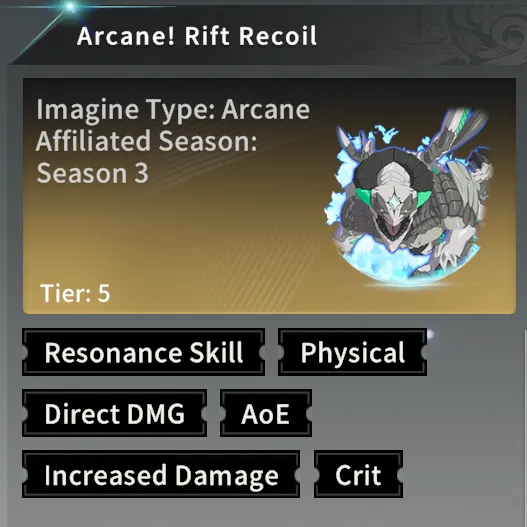 Arcane! Rift Recoil
Imagine Type: Arcane
Affiliated Season:
Season 3
Tier: 5
Resonance Skill Physical
Direct DMG AoE
Increased Damage Crit